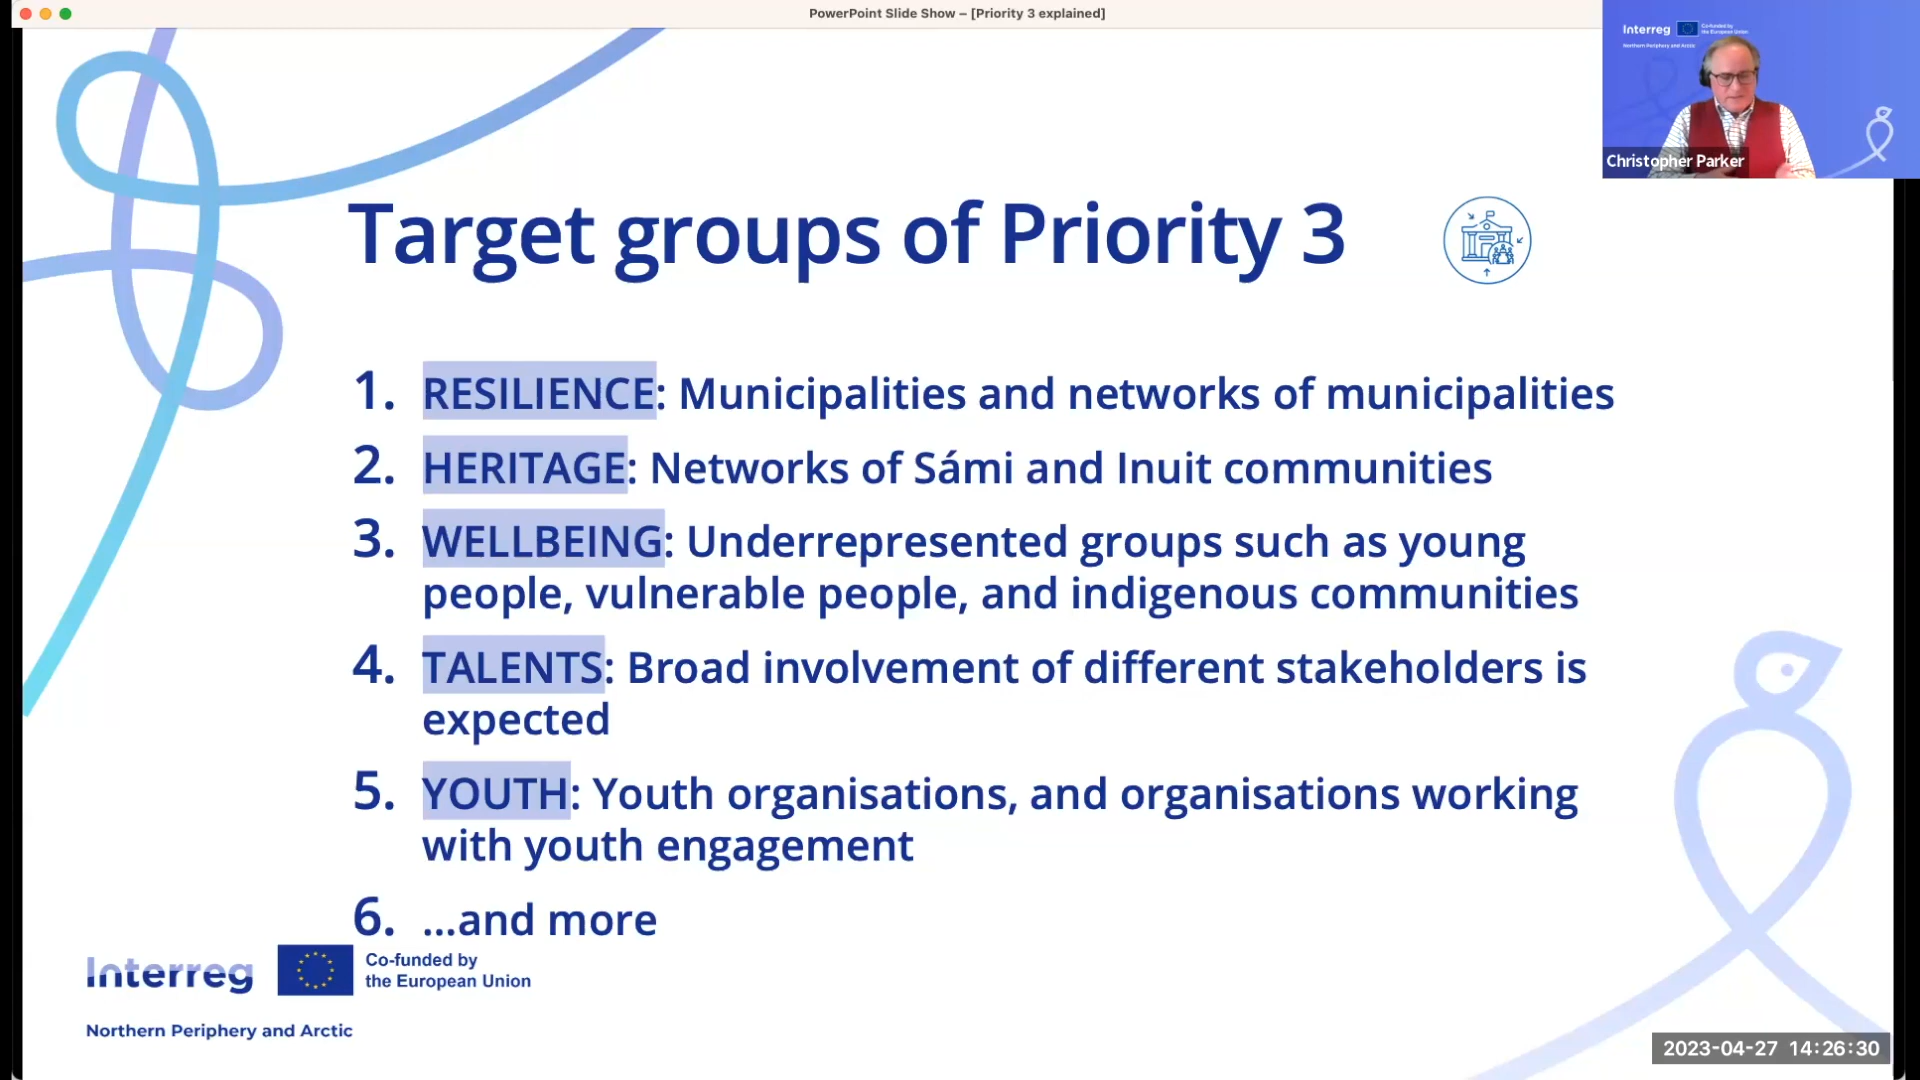 PowerPoint Slide Show – [Priority 3 explained]
Interreg
Co-funded by
the European Union
Northern Periphery and Arctic
Christopher Parker
Target groups of Priority 3
1. RESILIENCE: Municipalities and networks of municipalities
2. HERITAGE: Networks of Sámi and Inuit communities
3. WELLBEING: Underrepresented groups such as young
people, vulnerable people, and indigenous communities
4. TALENTS: Broad involvement of different stakeholders is
expected
5. YOUTH: Youth organisations, and organisations working
with youth engagement
6. ...and more
Interreg
Co-funded by
the European Union
Northern Periphery and Arctic
2023-04-27 14:26:30